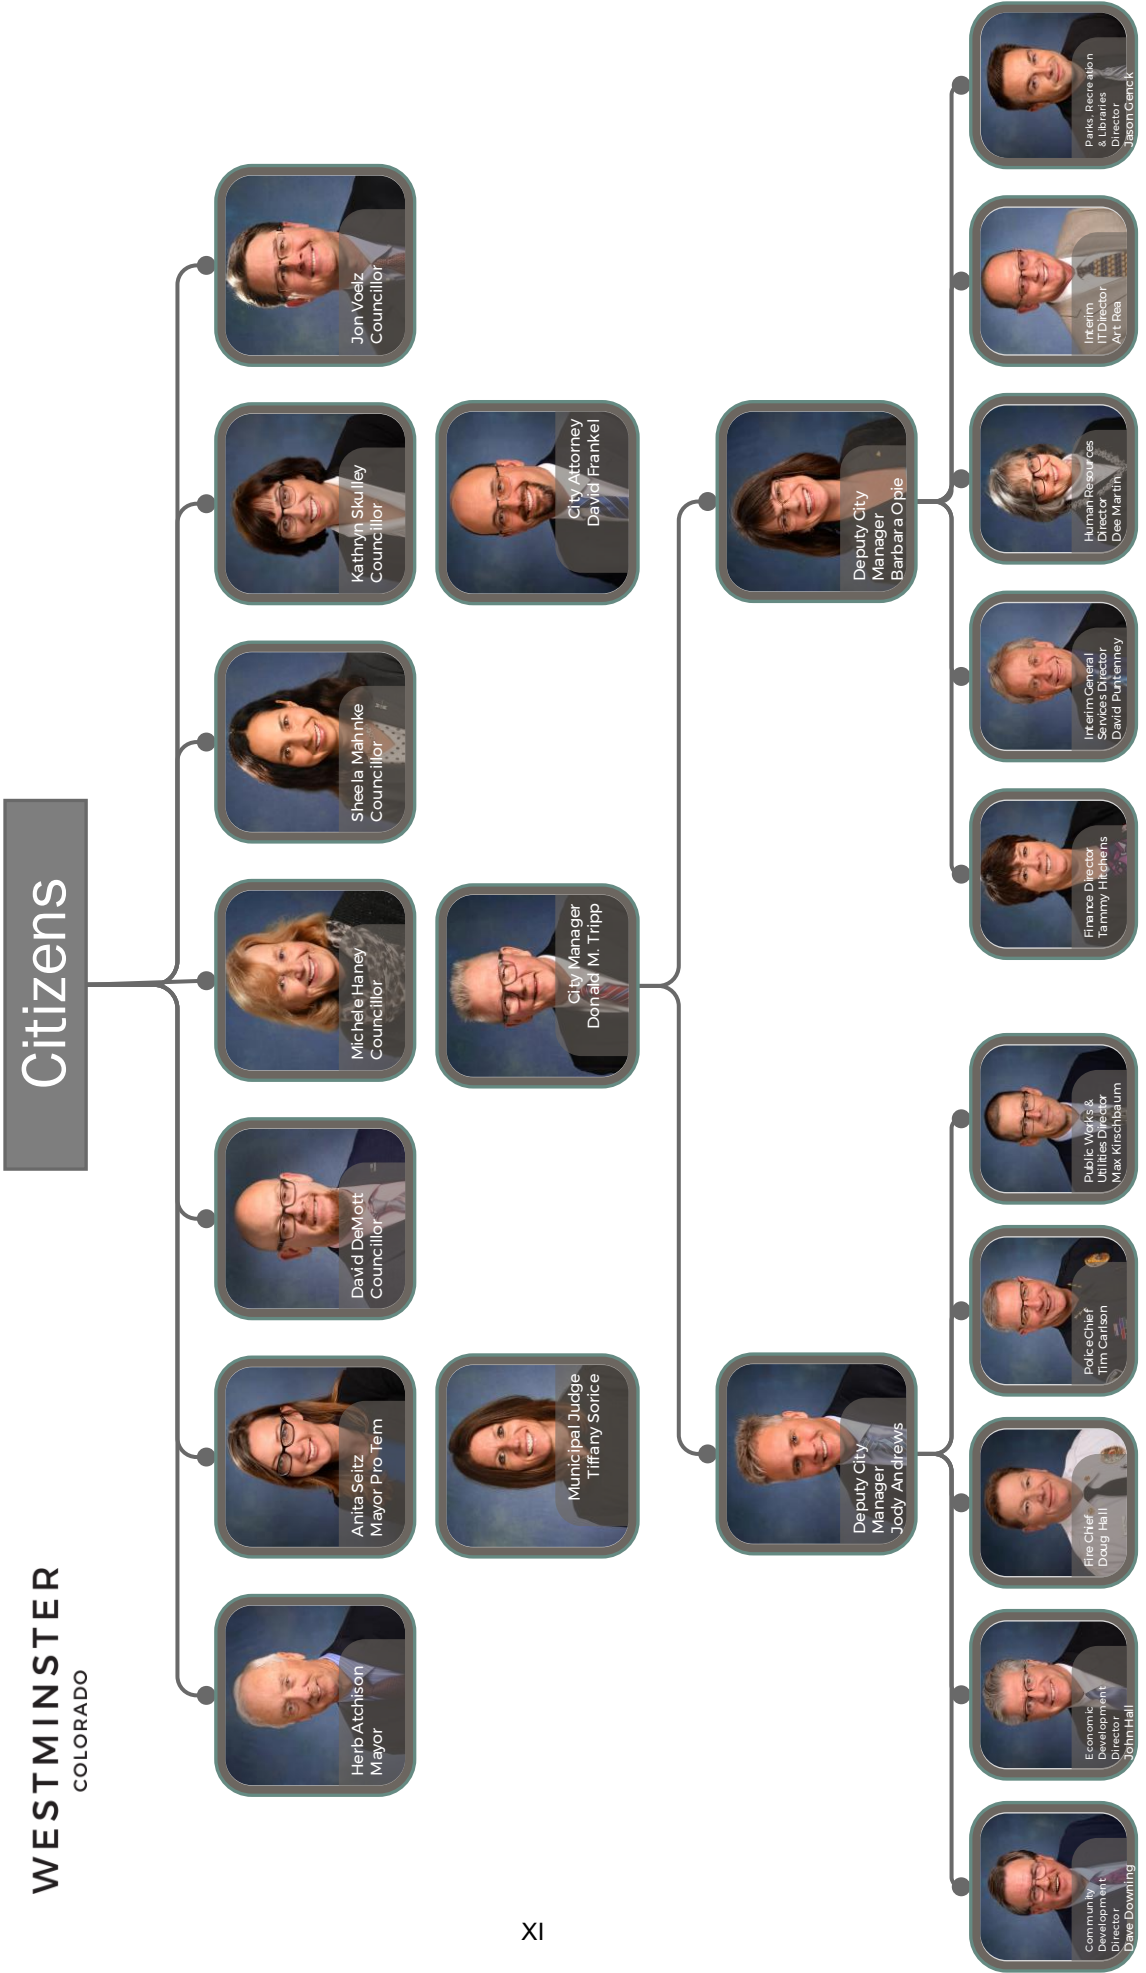 WESTMINSTER
COLORADO
Citizens
Herb Atchison
Mayor
Anita Seitz
Mayor Pro Tem
David DeMott
Councillor
Michele Haney
Councillor
Sheela Mahnke
Councillor
Kathryn Skulley
Councillor
Jon Voelz
Councillor
Municipal Judge
Tiffany Sorice
City Manager
Donald M. Tripp
City Attorney
David Frankel
Deputy City
Manager
Jody Andrews
Deputy City
Manager
Barbara Opie
Community
Development
Director
Dave Downing
Economic
Development
Director
John Hall
Fire Chief
Doug Hall
Police Chief
Tim Carlson
Public Works &
Utilities Director
Max Kirschbaum
Finance Director
Tammy Hitchens
Interim General
Services Director
David Puntenney
Human Resources
Director
Dee Martin
Interim
IT Director
Art Rea
Parks, Recreation
& Libraries
Director
Jason Genck
XI